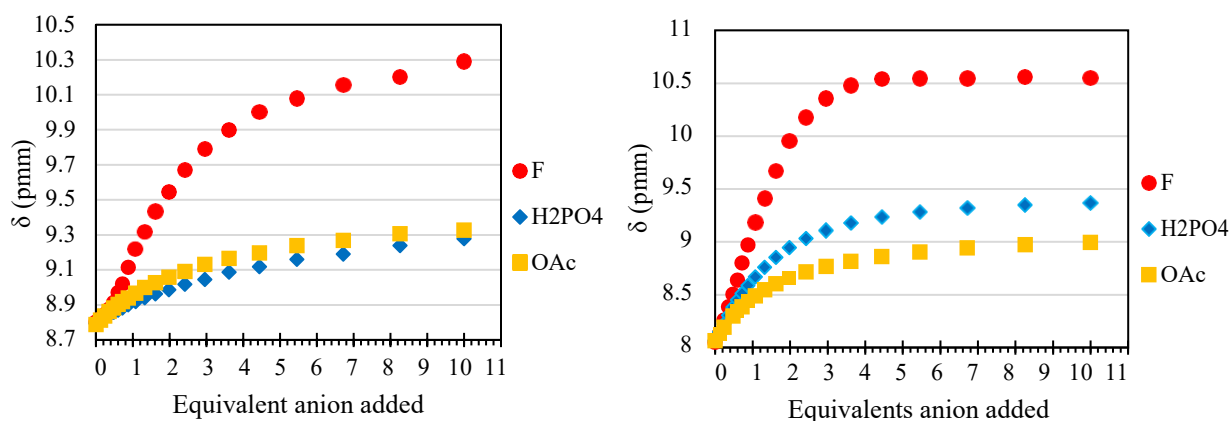 10.5
10.3
10.1
9.9
9.7
9.5
9.3
9.1
8.9
8.7
δ (pmm)
0 1 2 3 4 5 6 7 8 9 10 11
Equivalent anion added
F
H2PO4
OAc
11
10.5
10
9.5
9
8.5
8
δ (pmm)
0 1 2 3 4 5 6 7 8 9 10 11
Equivalents anion added
F
H2PO4
OAc